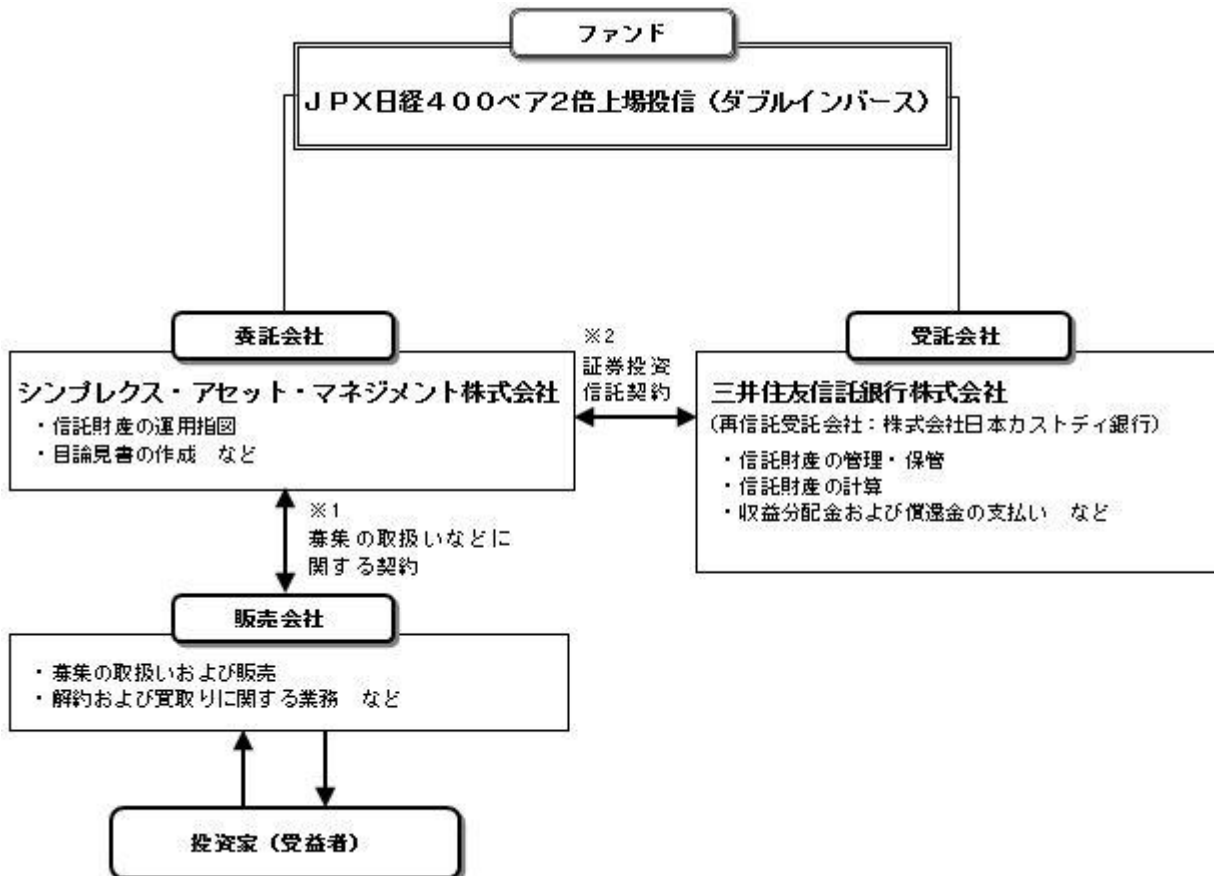 ファンド
JPX日経400ベア2倍上場投信（ダブルインバース）
委託会社
シンプレクス・アセット・マネジメント株式会社
・信託財産の運用指図
・目論見書の作成　など
※2
証券投資
信託契約
受託会社
三井住友信託銀行株式会社
(再信託受託会社：株式会社日本カストディ銀行)
・信託財産の管理・保管
・信託財産の計算
・収益分配金および償還金の支払い　など
※1
募集の取扱いなどに
関する契約
販売会社
・募集の取扱いおよび販売
・解約および買取りに関する業務　など
投資家（受益者）